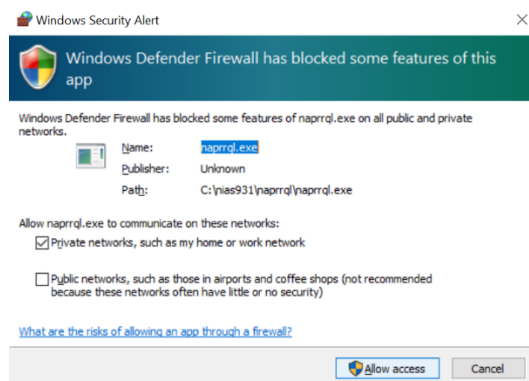 Windows Security Alert
Windows Defender Firewall has blocked some features of this
app
Windows Defender Firewall has blocked some features of naprrql.exe on all public and private
networks.
Name: naprrql.exe
Publisher: Unknown
Path: C:\nias931\naprrql\naprrql.exe
Allow naprrql.exe to communicate on these networks:
Private networks, such as my home or work network
Public networks, such as those in airports and coffee shops (not recommended
because these networks often have little or no security)
What are the risks of allowing an app through a firewall?
Allow access Cancel